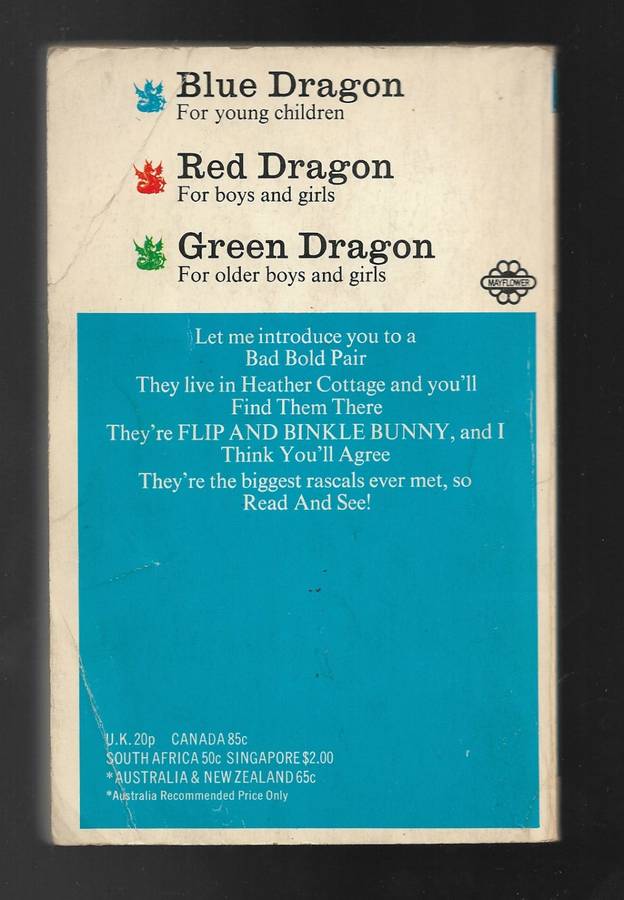 Blue Dragon
For young children
Red Dragon
For boys and girls
Green Dragon
For older boys and girls
MAYFLOWER
Let me introduce you to a
Bad Bold Pair
They live in Heather Cottage and you'll
Find Them There
They're FLIP AND BINKLE BUNNY, and I
Think You'll Agree
They're the biggest rascals ever met, so
Read And See!
U.K. 20p CANADA 85c
SOUTH AFRICA 50c SINGAPORE $2.00
*AUSTRALIA & NEW ZEALAND 65c
*Australia Recommended Price Only